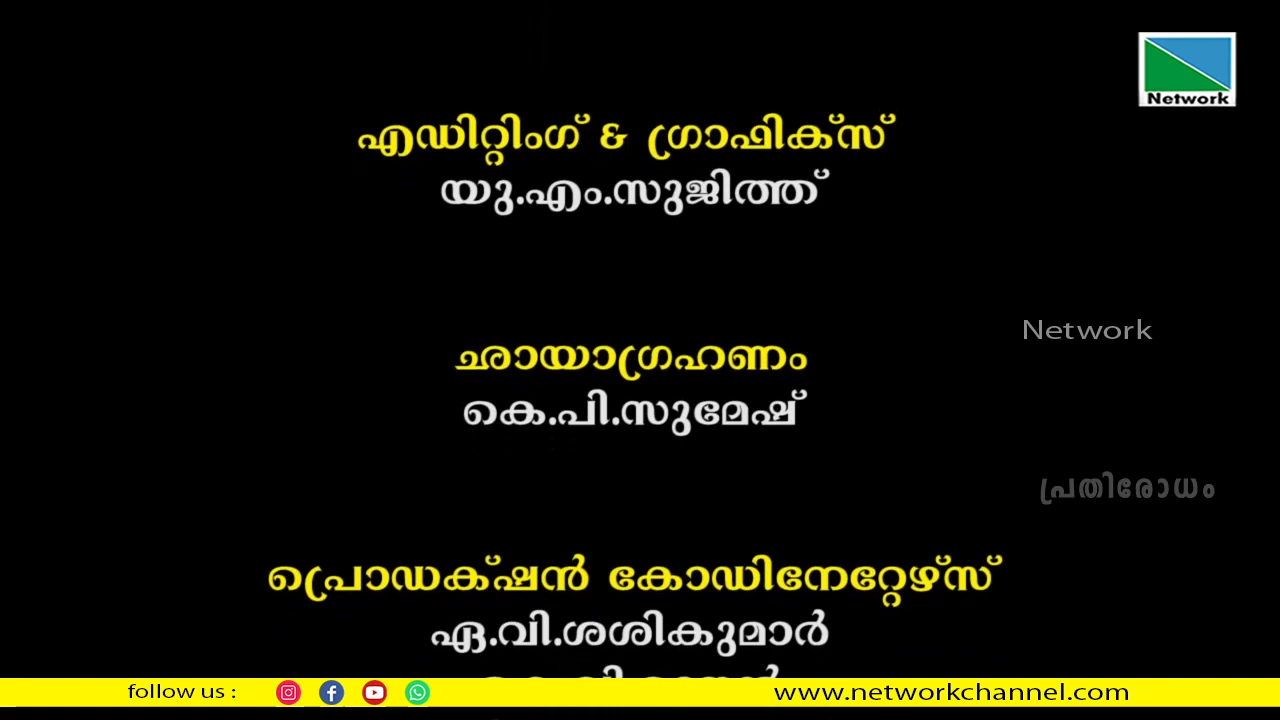 Network
എഡിറ്റിംഗ് & ഗ്രാഫിക്സ്
യു.എം.സുജിത്ത്
Network
ഛായാഗ്രഹണം
കെ.പി.സുമേഷ്
പ്രതിരോധം
പ്രൊഡക്ഷൻ കോഡിനേറ്റേഴ്സ്
ഏ.വി.ശശികുമാർ
follow us :
www.networkchannel.com